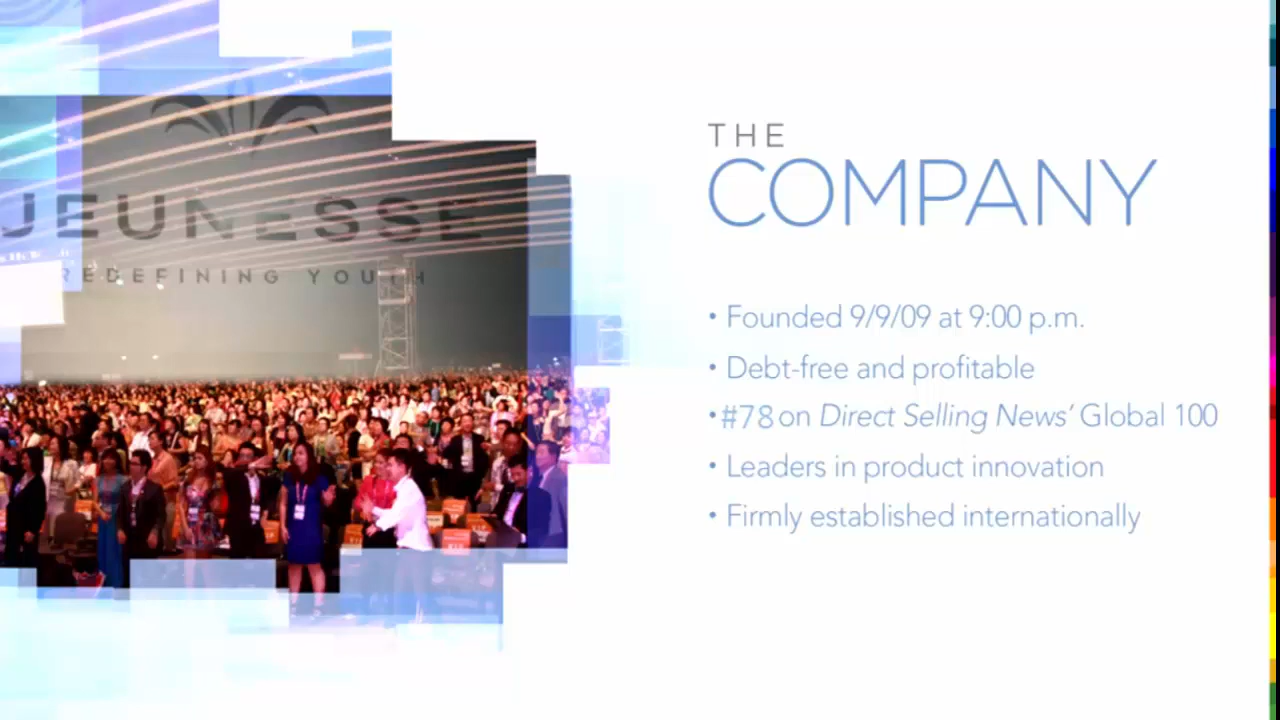 JEUNESSE
REDEFINING YOUTH
THE
COMPANY
• Founded 9/9/09 at 9:00 p.m.
• Debt-free and profitable
• #78 on Direct Selling News’ Global 100
• Leaders in product innovation
• Firmly established internationally